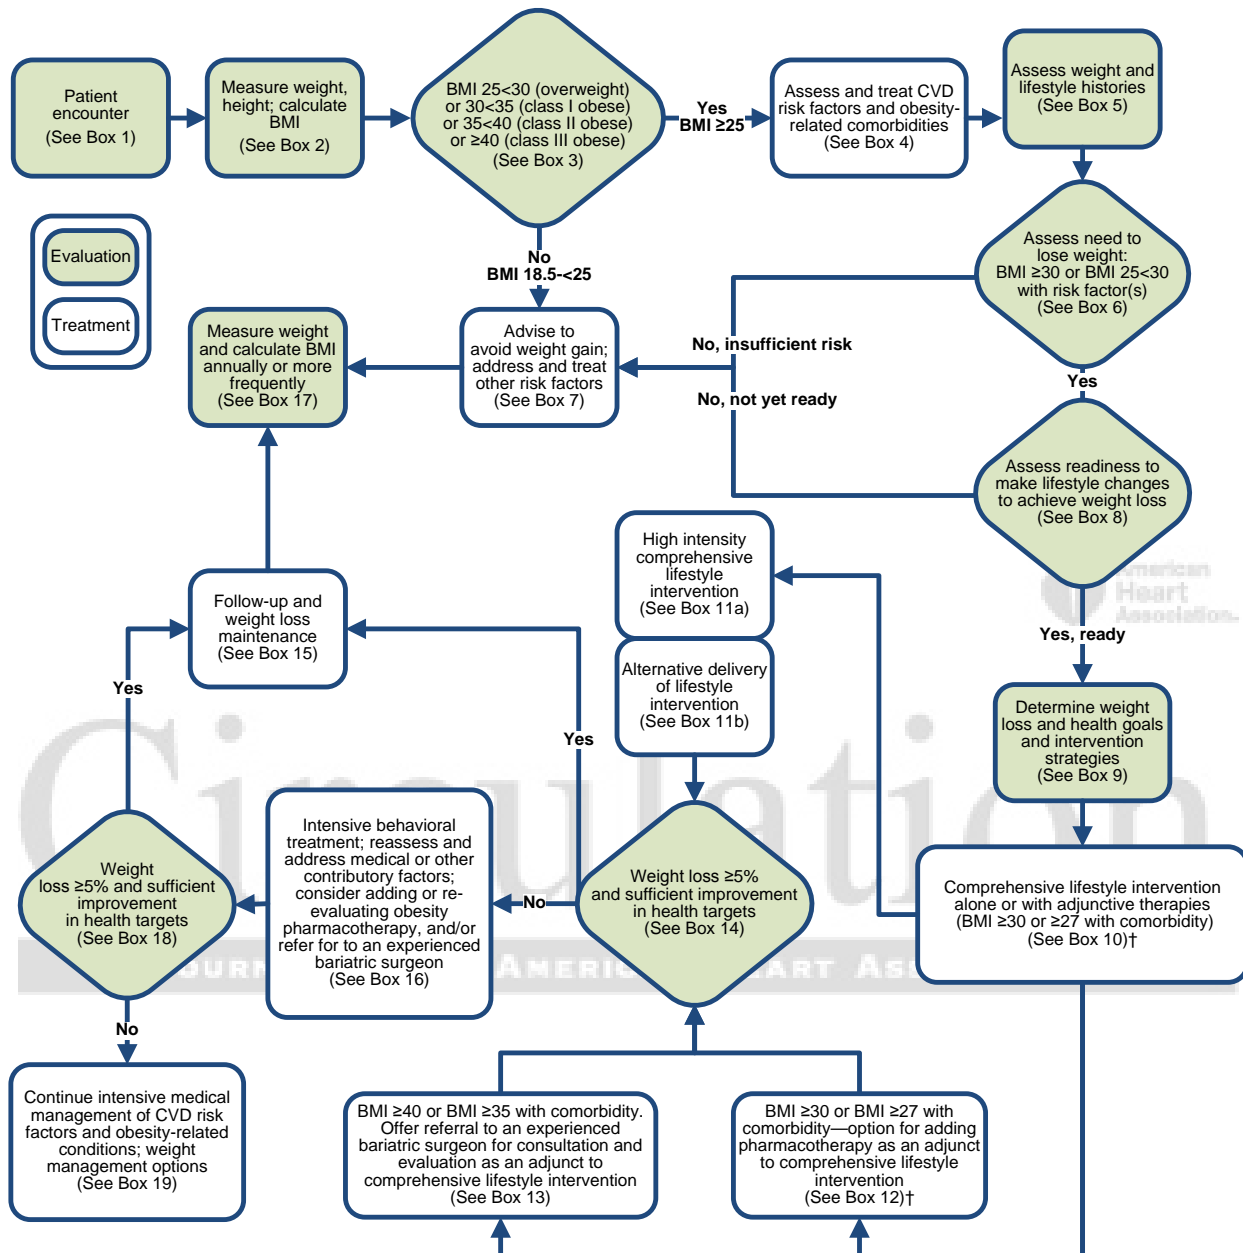 Patient
encounter
(See Box 1)
Measure weight,
height; calculate
BMI
(See Box 2)
BMI 25<30 (overweight)
or 30<35 (class I obese)
or 35<40 (class II obese)
or ≥40 (class III obese)
(See Box 3)
Yes
BMI ≥25
Assess and treat CVD
risk factors and obesity-
related comorbidities
(See Box 4)
Assess weight and
lifestyle histories
(See Box 5)
Evaluation
Treatment
No
BMI 18.5-<25
Assess need to
lose weight:
BMI ≥30 or BMI 25<30
with risk factor(s)
(See Box 6)
Measure weight
and calculate BMI
annually or more
frequently
(See Box 17)
Advise to
avoid weight gain;
address and treat
other risk factors
(See Box 7)
No, insufficient risk
No, not yet ready
Yes
Assess readiness to
make lifestyle changes
to achieve weight loss
(See Box 8)
High intensity
comprehensive
lifestyle
intervention
(See Box 11a)
American
Heart
Association
Follow-up and
weight loss
maintenance
(See Box 15)
Alternative delivery
of lifestyle
intervention
(See Box 11b)
Yes, ready
Yes
Yes
Determine weight
loss and health goals
and intervention
strategies
(See Box 9)
Circulation
Weight
loss ≥5% and sufficient
improvement
in health targets
(See Box 18)
Intensive behavioral
treatment; reassess and
address medical or other
contributory factors;
consider adding or re-
evaluating obesity
pharmacotherapy, and/or
refer for to an experienced
bariatric surgeon
(See Box 16)
No
Weight loss ≥5%
and sufficient improvement
in health targets
(See Box 14)
Comprehensive lifestyle intervention
alone or with adjunctive therapies
(BMI ≥30 or ≥27 with comorbidity)
(See Box 10)†
No
Continue intensive medical
management of CVD risk
factors and obesity-related
conditions; weight
management options
(See Box 19)
BMI ≥40 or BMI ≥35 with comorbidity.
Offer referral to an experienced
bariatric surgeon for consultation and
evaluation as an adjunct to
comprehensive lifestyle intervention
(See Box 13)
BMI ≥30 or BMI ≥27 with
comorbidity—option for adding
pharmacotherapy as an adjunct
to comprehensive lifestyle
intervention
(See Box 12)†